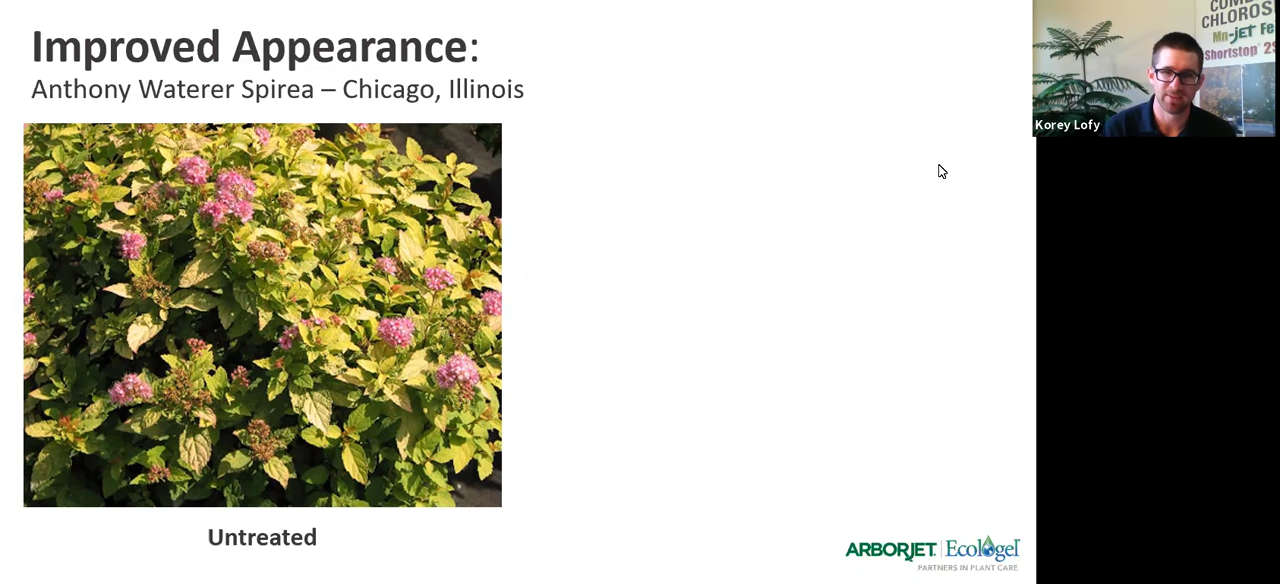 Improved Appearance:
Anthony Waterer Spirea – Chicago, Illinois
Untreated
ARBORJET | Ecologel
PARTNERS IN PLANT CARE
CHLOROS
Mn-jet Fe
Shortstop® 2S
Korey Lofy